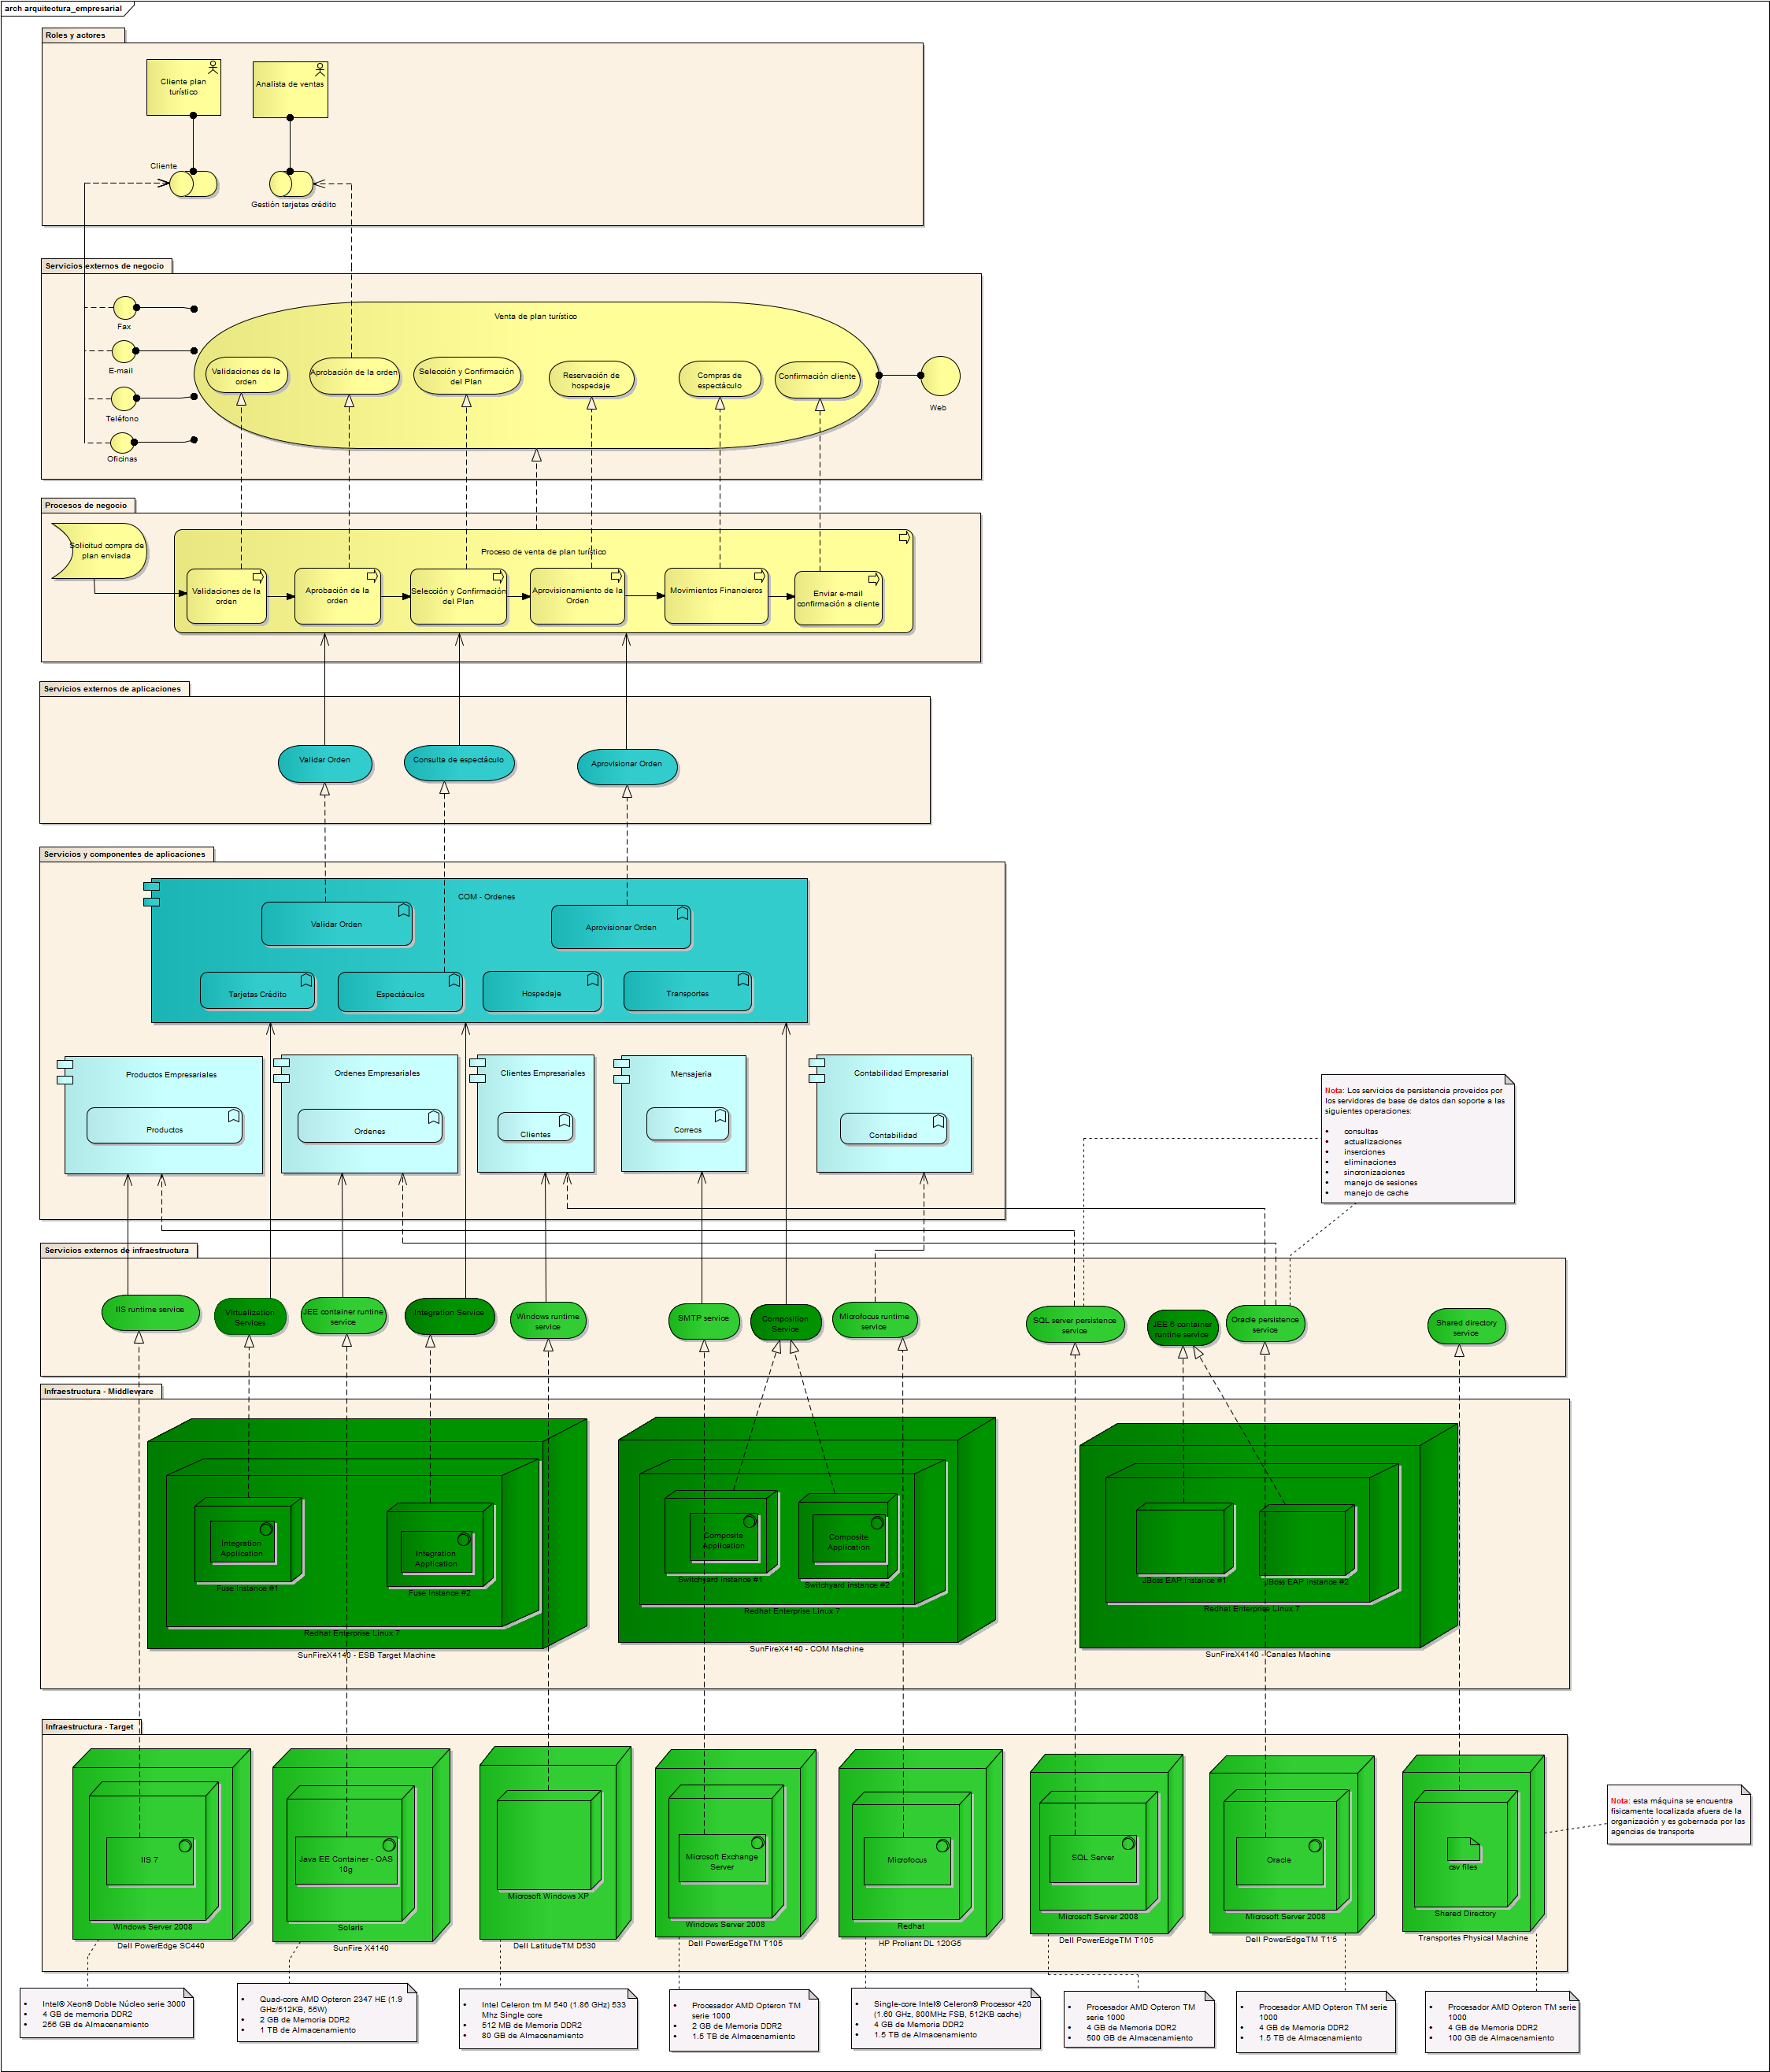 arch arquitectura_empresarial
Roles y actores
Cliente plan
turístico
Analista de ventas
Cliente
Gestión tarjetas crédito
Servicios externos de negocio
Fax
E-mail
Teléfono
Oficinas
Venta de plan turístico
Validaciones de la
orden
Aprobación de la orden
Selección y Confirmación
del Plan
Reservación de
hospedaje
Compras de
espectáculo
Confirmación cliente
Web
Procesos de negocio
Solicitud compra de
plan enviada
Proceso de venta de plan turístico
Validaciones de la
orden
Aprobación de la
orden
Selección y Confirmación
del Plan
Aprovisionamiento de la
Orden
Movimientos Financieros
Enviar e-mail
confirmación a cliente
Servicios externos de aplicaciones
Validar Orden
Consulta de espectáculo
Aprovisionar Orden
Servicios y componentes de aplicaciones
COM - Ordenes
Validar Orden
Aprovisionar Orden
Tarjetas Crédito
Espectáculos
Hospedaje
Transportes
Productos Empresariales
Productos
Ordenes Empresariales
Ordenes
Clientes Empresariales
Clientes
Mensajeria
Correos
Contabilidad Empresarial
Contabilidad
Nota: Los servicios de persistencia proveidos por
los servidores de base de datos dan soporte a las
siguientes operaciones:
• consultas
• actualizaciones
• inserciones
• eliminaciones
• sincronizaciones
• manejo de sesiones
• manejo de cache
Servicios externos de infraestructura
IIS runtime service
Virtualization
Services
JEE container runtime
service
Integration Service
Windows runtime
service
SMTP service
Composition
Service
Microfocus runtime
service
SQL server persistence
service
JEE 6 container
runtime service
Oracle persistence
service
Shared directory
service
Infraestructura - Middleware
Integration
Application
Fuse Instance #1
Integration
Application
Fuse Instance #2
Redhat Enterprise Linux 7
SunFireX4140 - ESB Target Machine
Composite
Application
Switchyard Instance #1
Composite
Application
Switchyard Instance #2
Redhat Enterprise Linux 7
SunFireX4140 - COM Machine
JBoss EAP Instance #1
JBoss EAP Instance #2
Redhat Enterprise Linux 7
SunFireX4140 - Canales Machine
Infraestructura - Target
IIS 7
Windows Server 2008
Dell PowerEdge SC440
Java EE Container - OAS
10g
Solaris
SunFire X4140
Microsoft Windows XP
Dell LatitudeTM D530
Microsoft Exchange
Server
Windows Server 2008
Dell PowerEdgeTM T105
Microfocus
Redhat
HP Proliant DL 120G5
SQL Server
Microsoft Server 2008
Dell PowerEdgeTM T105
Oracle
Microsoft Server 2008
Dell PowerEdgeTM T1'5
csv files
Shared Directory
Transportes Physical Machine
Nota: esta máquina se encuentra
fisicamente localizada afuera de la
organización y es gobernada por las
agencias de transporte
• Intel® Xeon® Doble Núcleo serie 3000
• 4 GB de memoria DDR2
• 256 GB de Almacenamiento
• Quad-core AMD Opteron 2347 HE (1.9
GHz/512KB, 55W)
• 2 GB de Memoria DDR2
• 1 TB de Almacenamiento
• Intel Celeron tm M 540 (1.86 GHz) 533
Mhz Single core
• 512 MB de Memoria DDR2
• 80 GB de Almacenamiento
• Procesador AMD Opteron TM
serie 1000
• 2 GB de Memoria DDR2
• 1.5 TB de Almacenamiento
• Single-core Intel® Celeron® Processor 420
(1.60 GHz, 800MHz FSB, 512KB cache)
• 4 GB de Memoria DDR2
• 1.5 TB de Almacenamiento
• Procesador AMD Opteron TM
serie 1000
• 4 GB de Memoria DDR2
• 500 GB de Almacenamiento
• Procesador AMD Opteron TM serie
1000
• 4 GB de Memoria DDR2
• 1.5 TB de Almacenamiento
• Procesador AMD Opteron TM serie
1000
• 4 GB de Memoria DDR2
• 100 GB de Almacenamiento